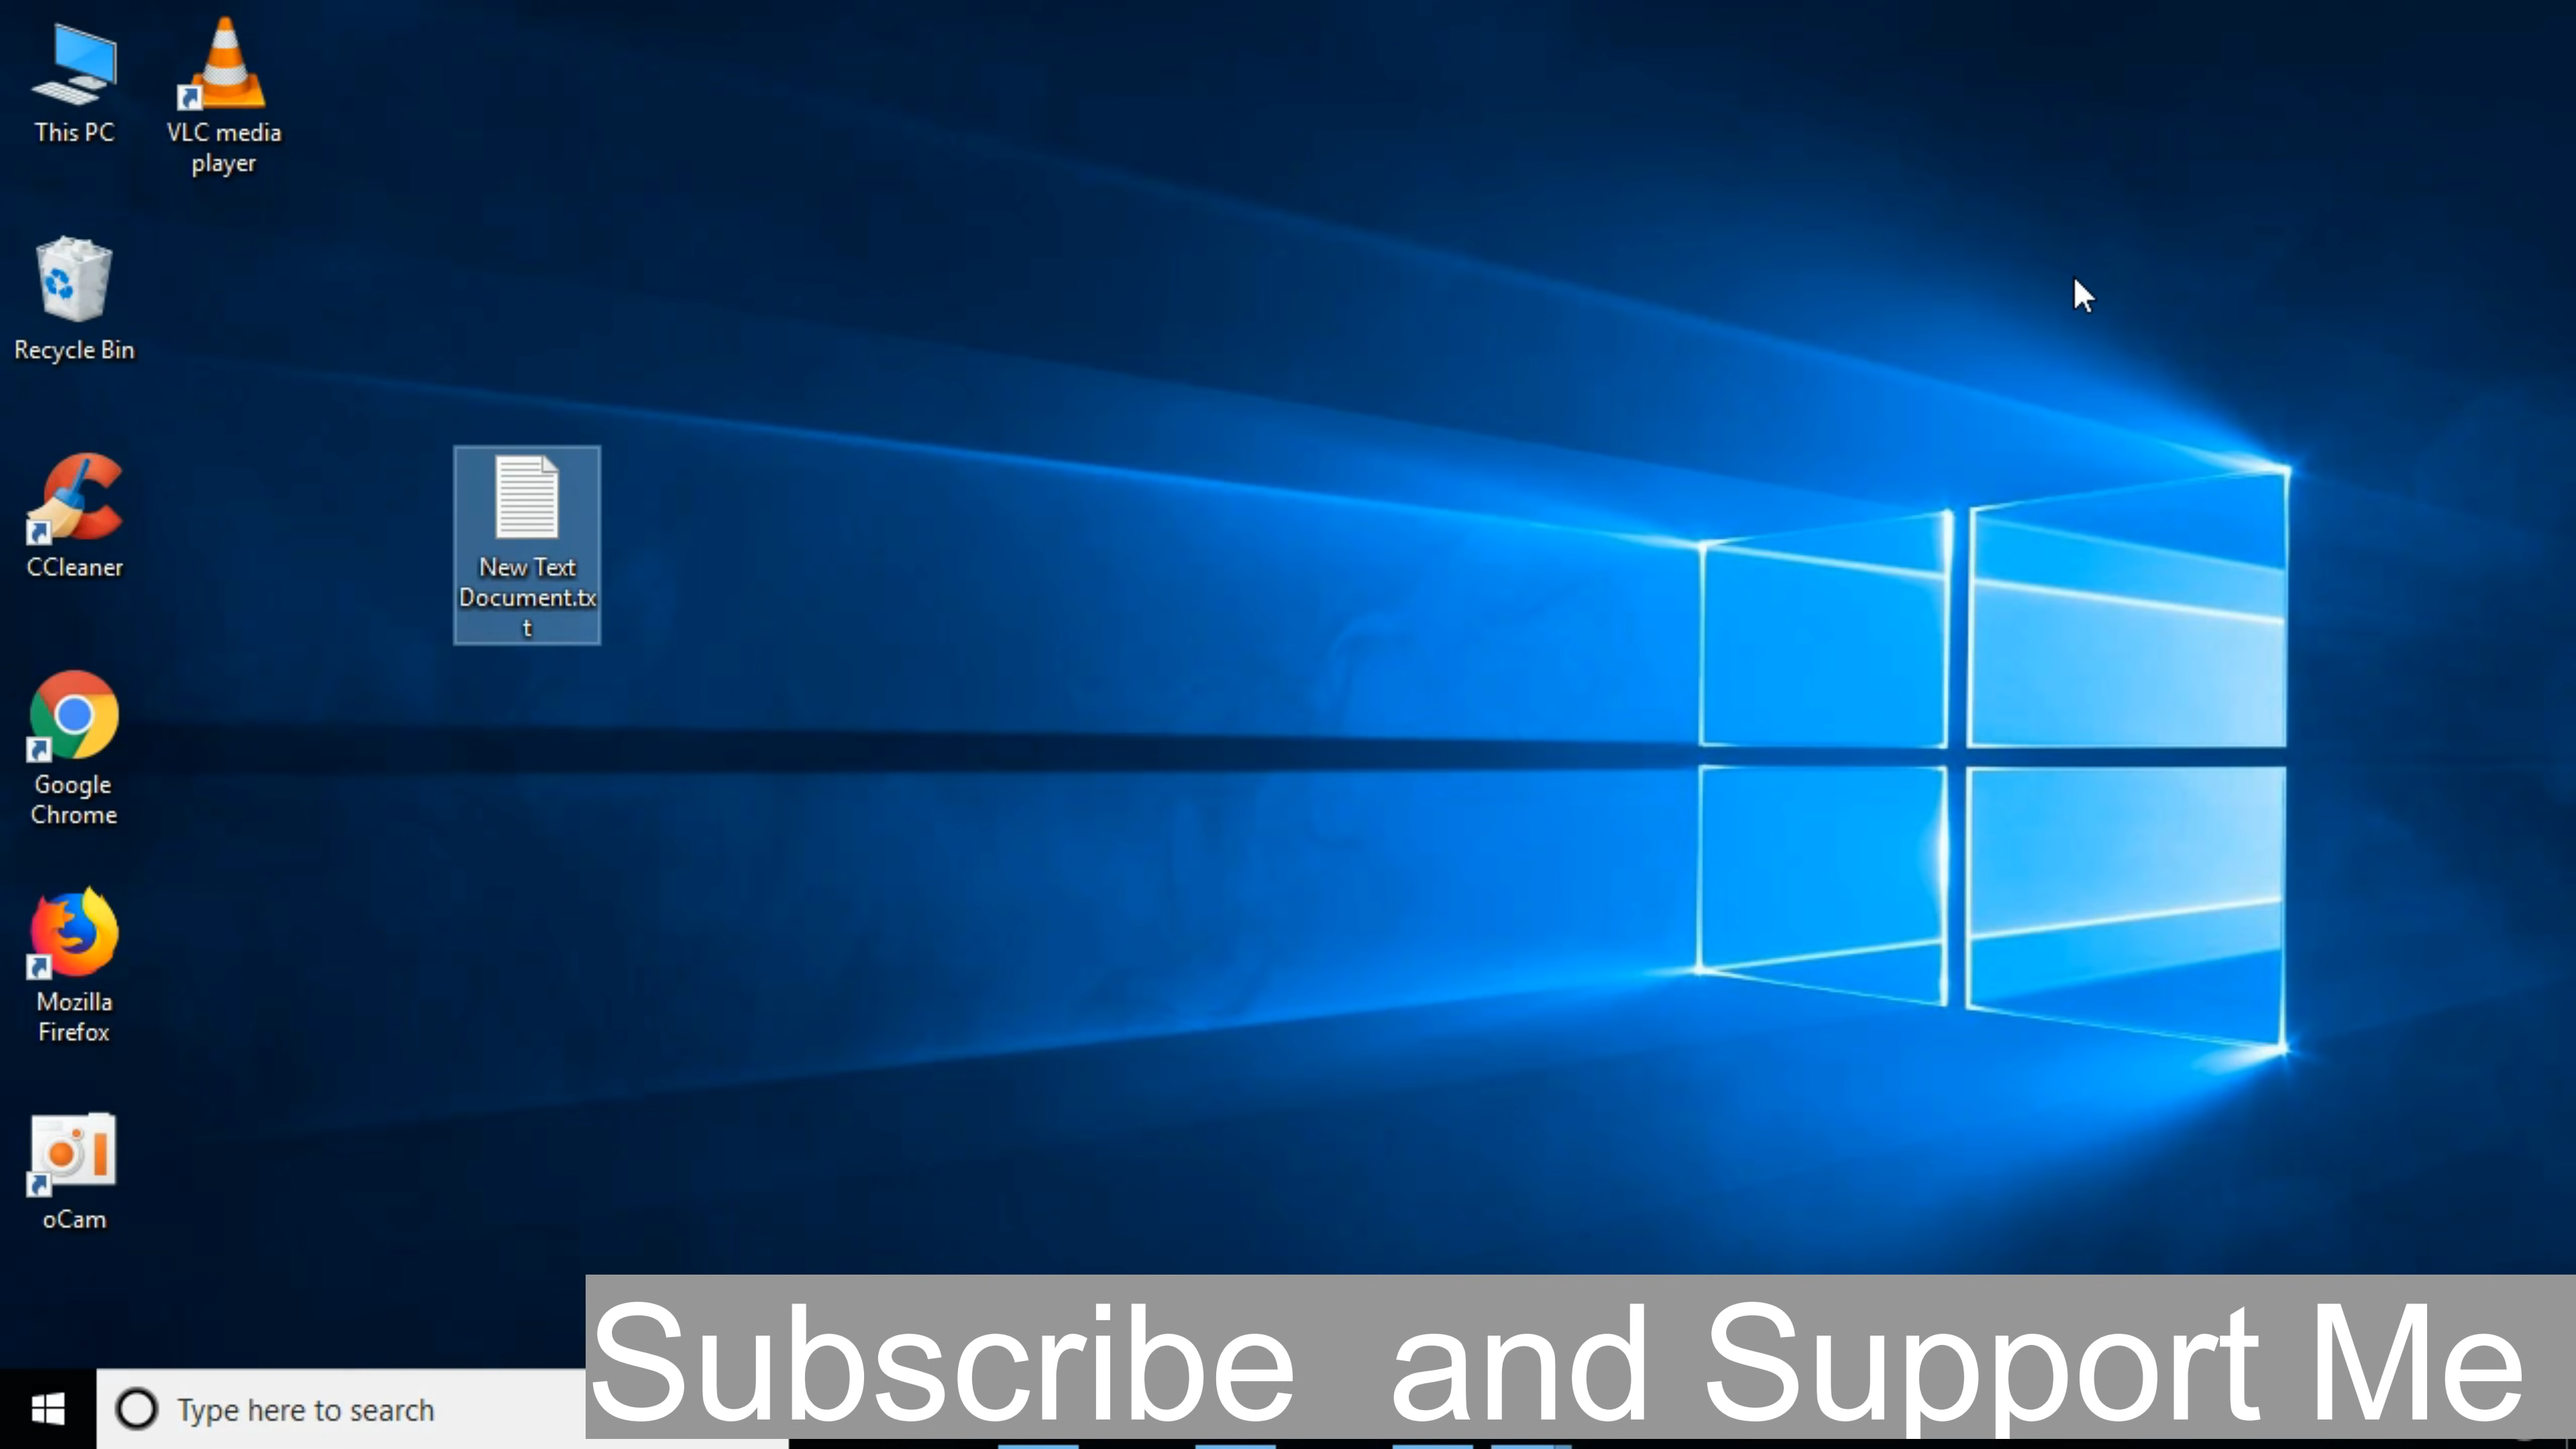 This PC
VLC media
player
Recycle Bin
CCleaner
New Text
Document.tx
t
Google
Chrome
Mozilla
Firefox
oCam
Type here to search
Subscribe and Support Me